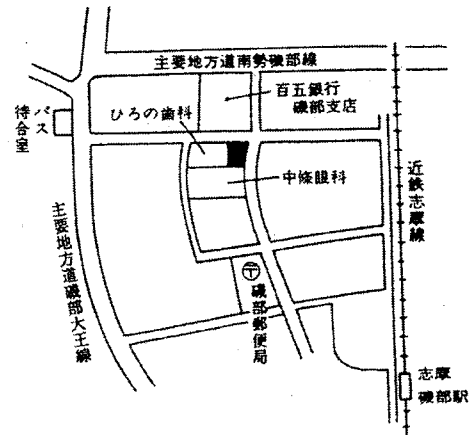 主要地方道南勢磯部線
百五銀行
磯部支店
ひろの歯科
バス
待合室
中條眼科
近鉄志摩線
主要地方道磯部大王線
〒
磯部郵便局
志摩
磯部駅